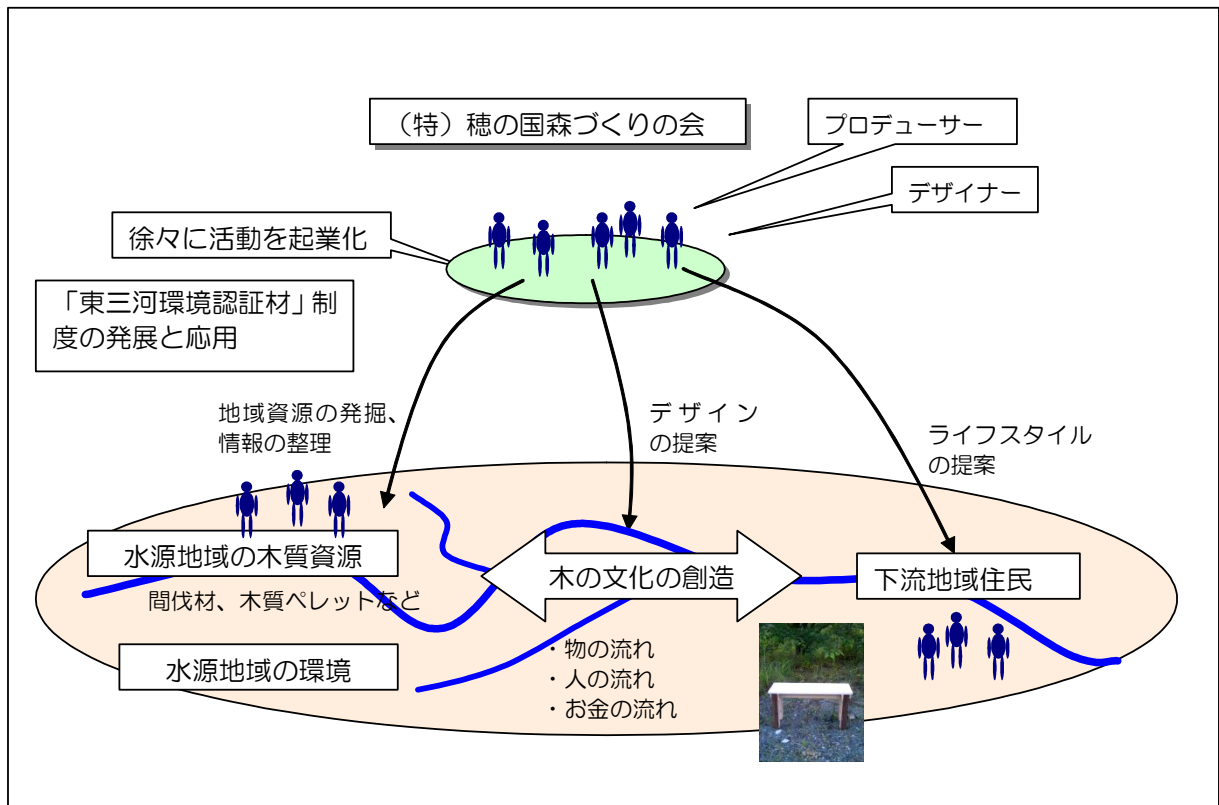 （特）穂の国森づくりの会
プロデューサー
デザイナー
徐々に活動を起業化
「東三河環境認証材」制
度の発展と応用
地域資源の発掘、
情報の整理
デザイン
の提案
ライフスタイル
の提案
水源地域の木質資源
間伐材、木質ペレットなど
木の文化の創造
下流地域住民
水源地域の環境
・物の流れ
・人の流れ
・お金の流れ